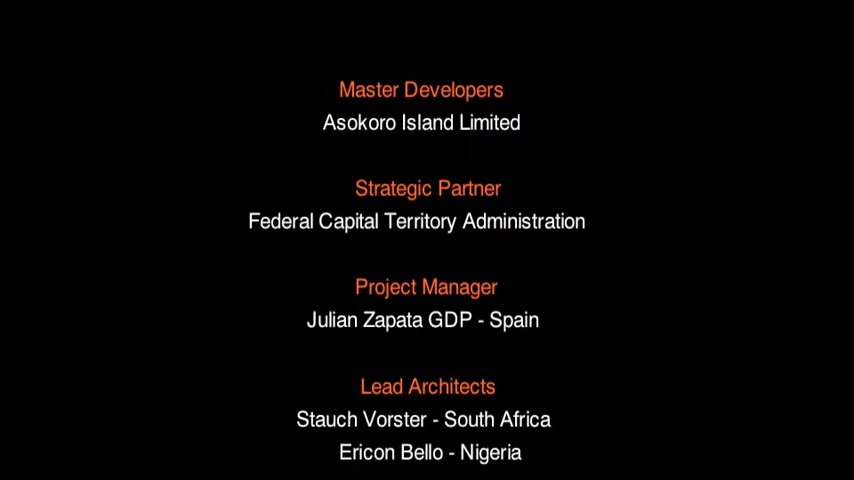 Master Developers
Asokoro Island Limited
Strategic Partner
Federal Capital Territory Administration
Project Manager
Julian Zapata GDP - Spain
Lead Architects
Stauch Vorster - South Africa
Ericon Bello - Nigeria